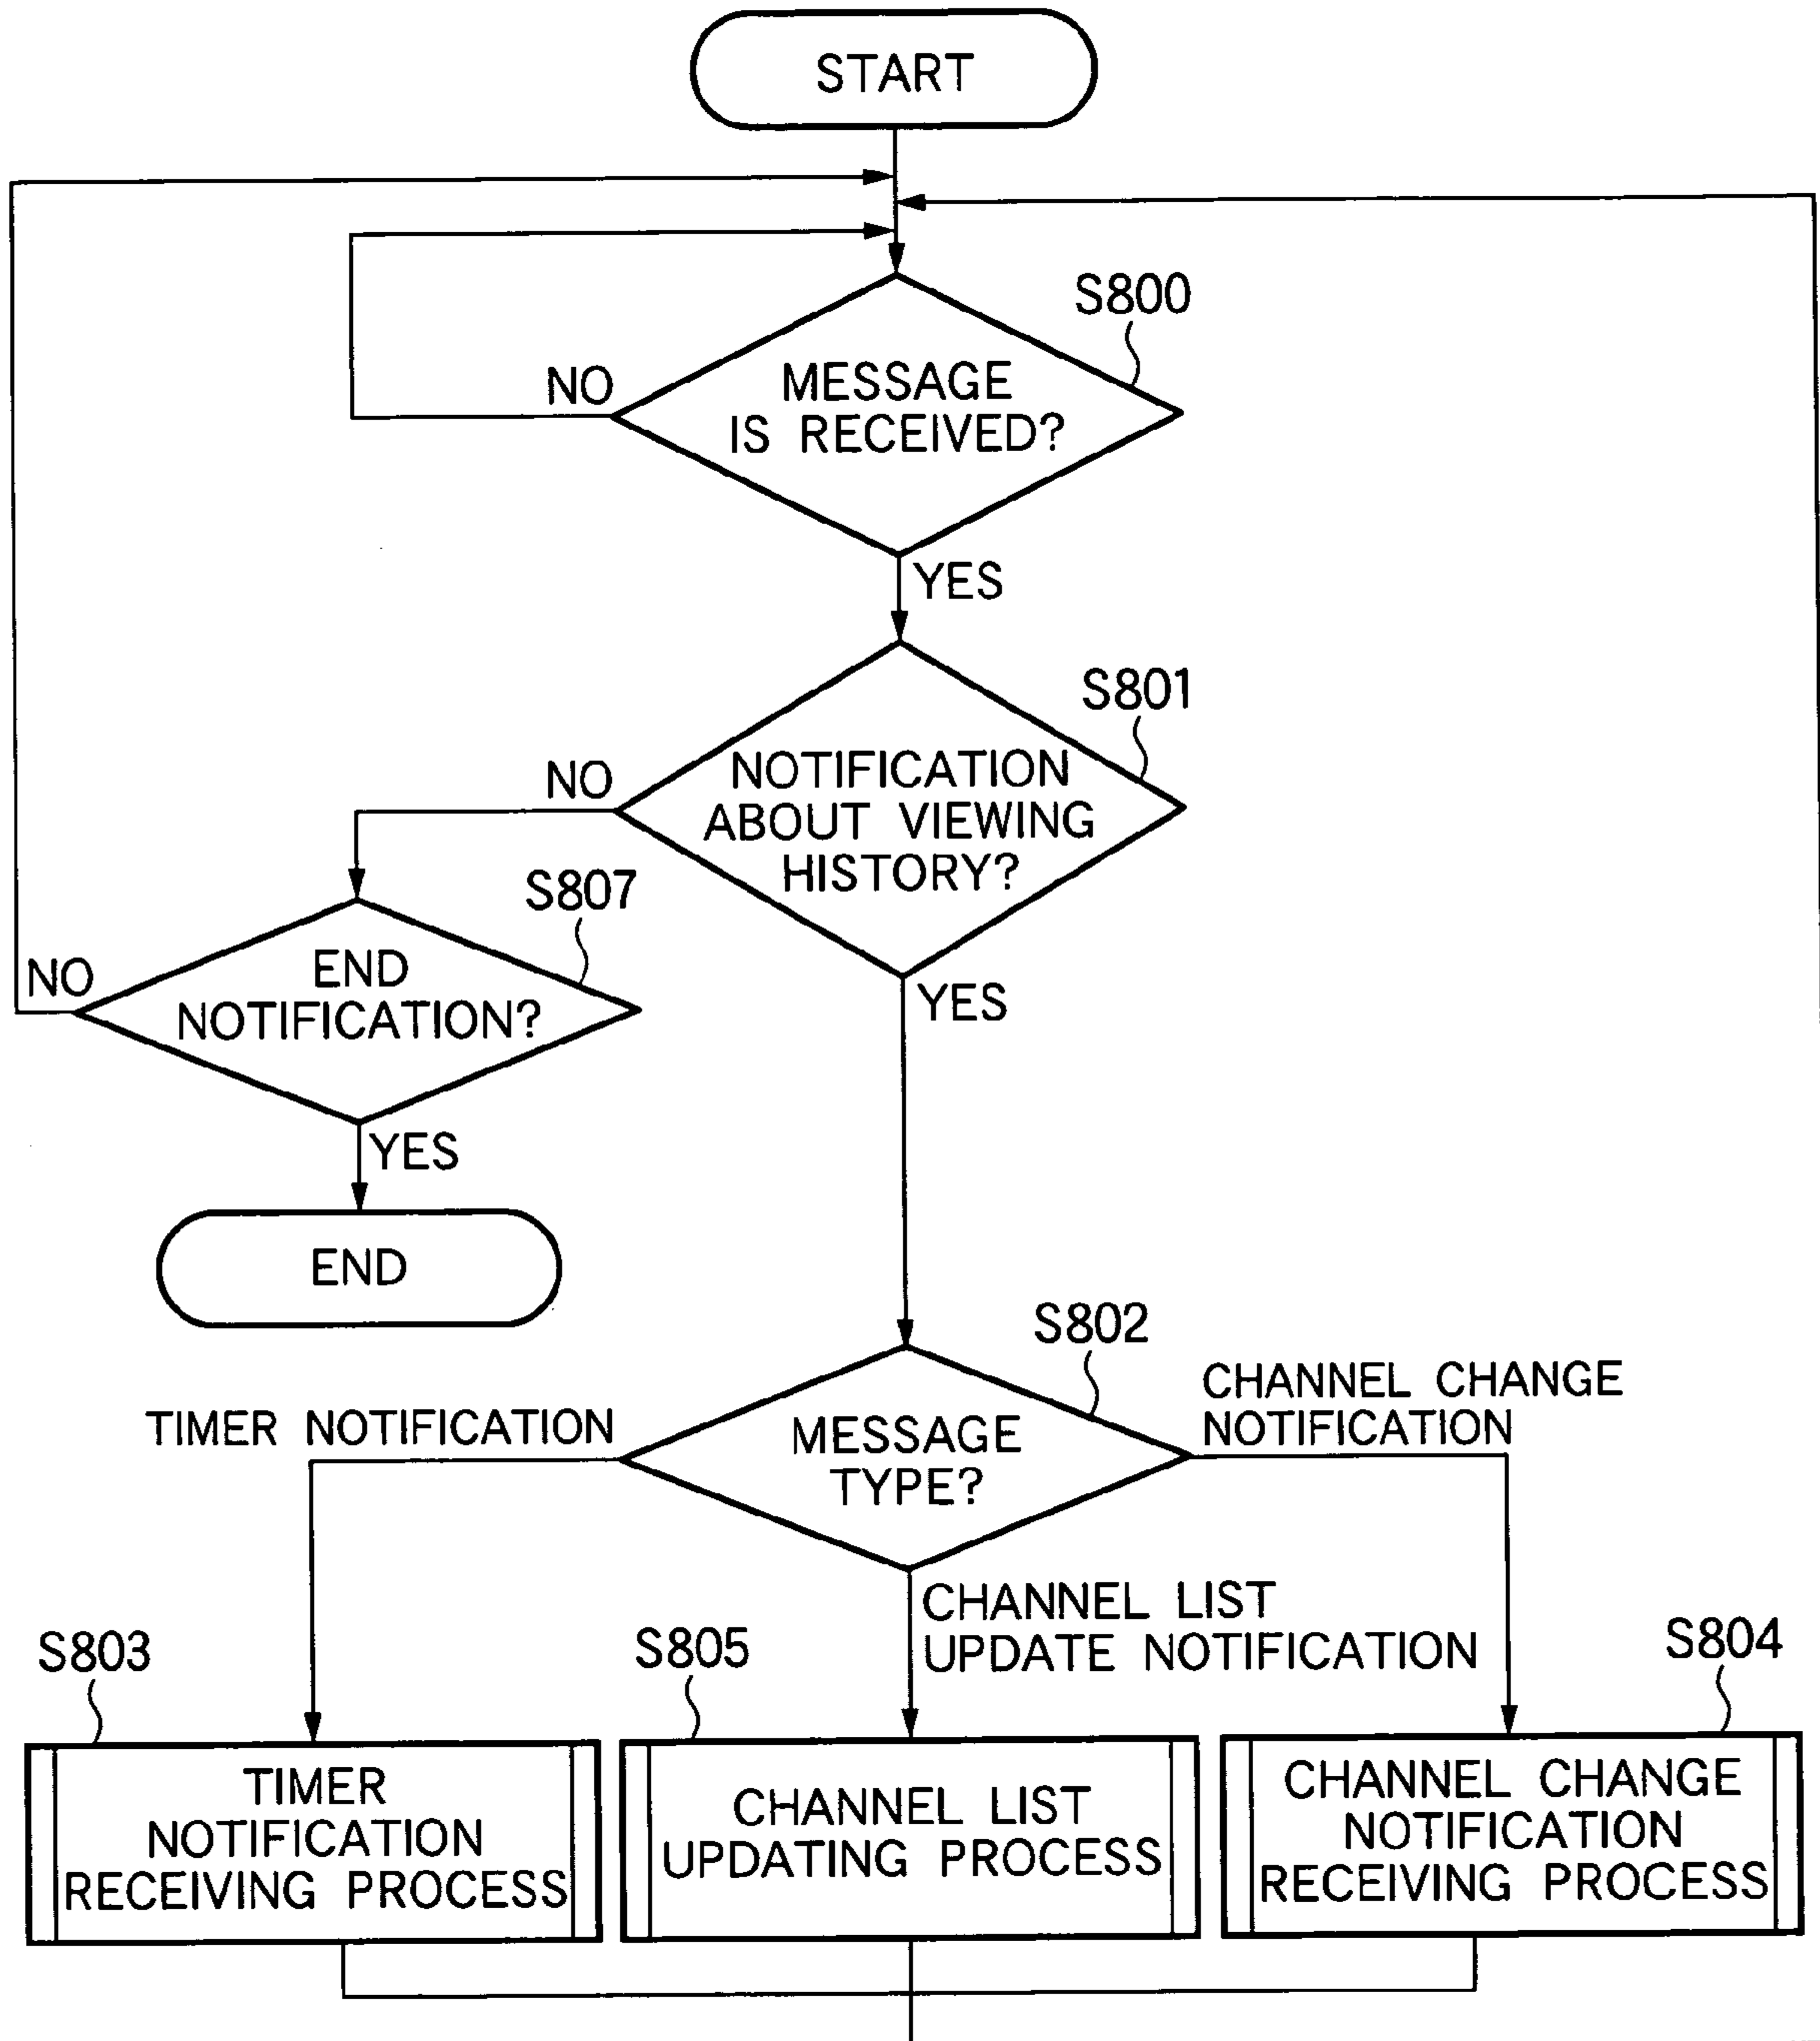 START
S800
MESSAGE
IS RECEIVED?
NO
YES
S801
NOTIFICATION
ABOUT VIEWING
HISTORY?
NO
YES
S807
END
NOTIFICATION?
NO
YES
END
S802
MESSAGE
TYPE?
TIMER NOTIFICATION
CHANNEL CHANGE
NOTIFICATION
CHANNEL LIST
UPDATE NOTIFICATION
S803
TIMER
NOTIFICATION
RECEIVING PROCESS
S805
CHANNEL LIST
UPDATING PROCESS
S804
CHANNEL CHANGE
NOTIFICATION
RECEIVING PROCESS